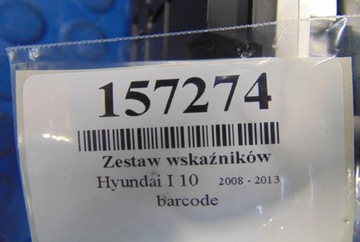 157274
Zestaw wskaźników
Hyundai I 10 2008 - 2013
barcode